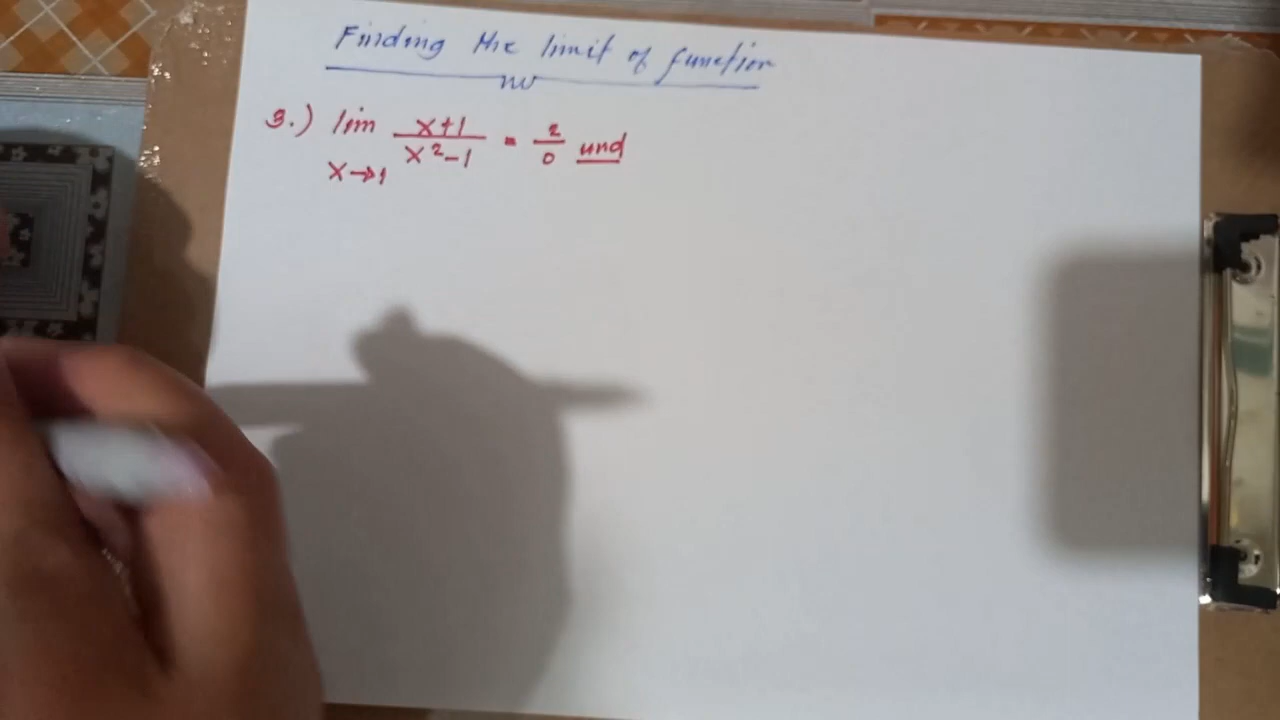 Finding the limit of function
3.) lim x+1 / x²-1 = 2/0 und
x→1